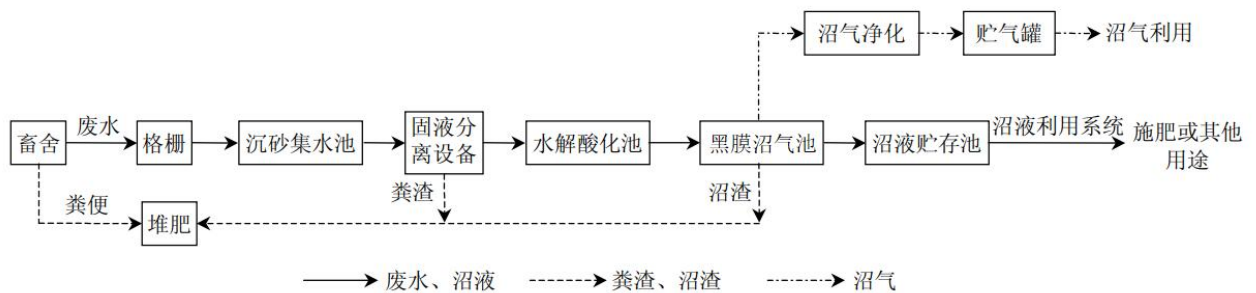 沼气净化
贮气罐
沼气利用
畜舍
废水
格栅
沉砂集水池
固液分
离设备
水解酸化池
黑膜沼气池
沼液贮存池
沼液利用系统
施肥或其他
用途
粪便
堆肥
粪渣
沼渣
废水、沼液
粪渣、沼渣
沼气